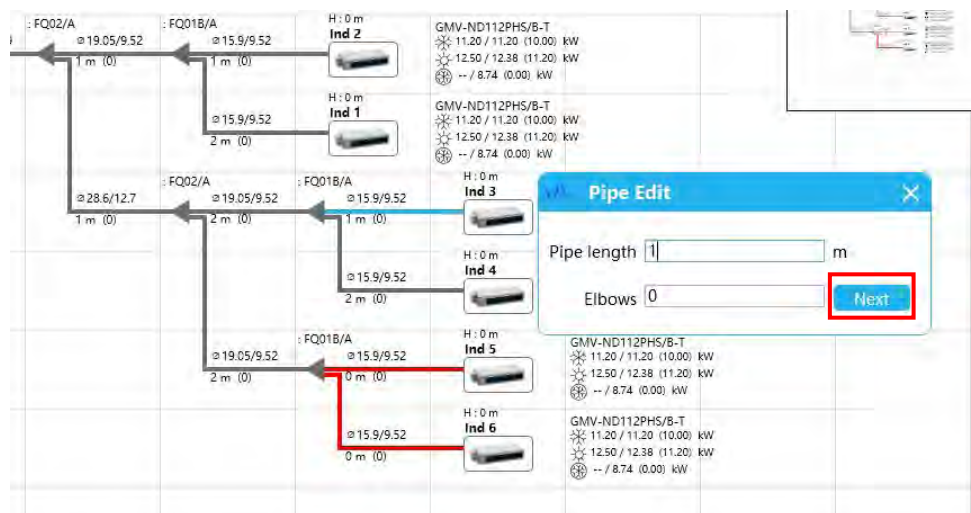 : FQ02/A
: FQ01B/A
⌀19.05/9.52
1 m (0)
⌀15.9/9.52
1 m (0)
H : 0 m
Ind 2
GMV-ND112PHS/B-T
11.20 / 11.20 (10.00) kW
12.50 / 12.38 (11.20) kW
-- / 8.74 (0.00) kW
⌀15.9/9.52
2 m (0)
H : 0 m
Ind 1
GMV-ND112PHS/B-T
11.20 / 11.20 (10.00) kW
12.50 / 12.38 (11.20) kW
-- / 8.74 (0.00) kW
⌀28.6/12.7
1 m (0)
: FQ02/A
⌀19.05/9.52
2 m (0)
: FQ01B/A
⌀15.9/9.52
1 m (0)
H : 0 m
Ind 3
⌀15.9/9.52
2 m (0)
H : 0 m
Ind 4
Pipe Edit
Pipe length 1 m
Elbows 0
Next
⌀19.05/9.52
2 m (0)
: FQ01B/A
⌀15.9/9.52
0 m (0)
H : 0 m
Ind 5
GMV-ND112PHS/B-T
11.20 / 11.20 (10.00) kW
12.50 / 12.38 (11.20) kW
-- / 8.74 (0.00) kW
⌀15.9/9.52
0 m (0)
H : 0 m
Ind 6
GMV-ND112PHS/B-T
11.20 / 11.20 (10.00) kW
12.50 / 12.38 (11.20) kW
-- / 8.74 (0.00) kW